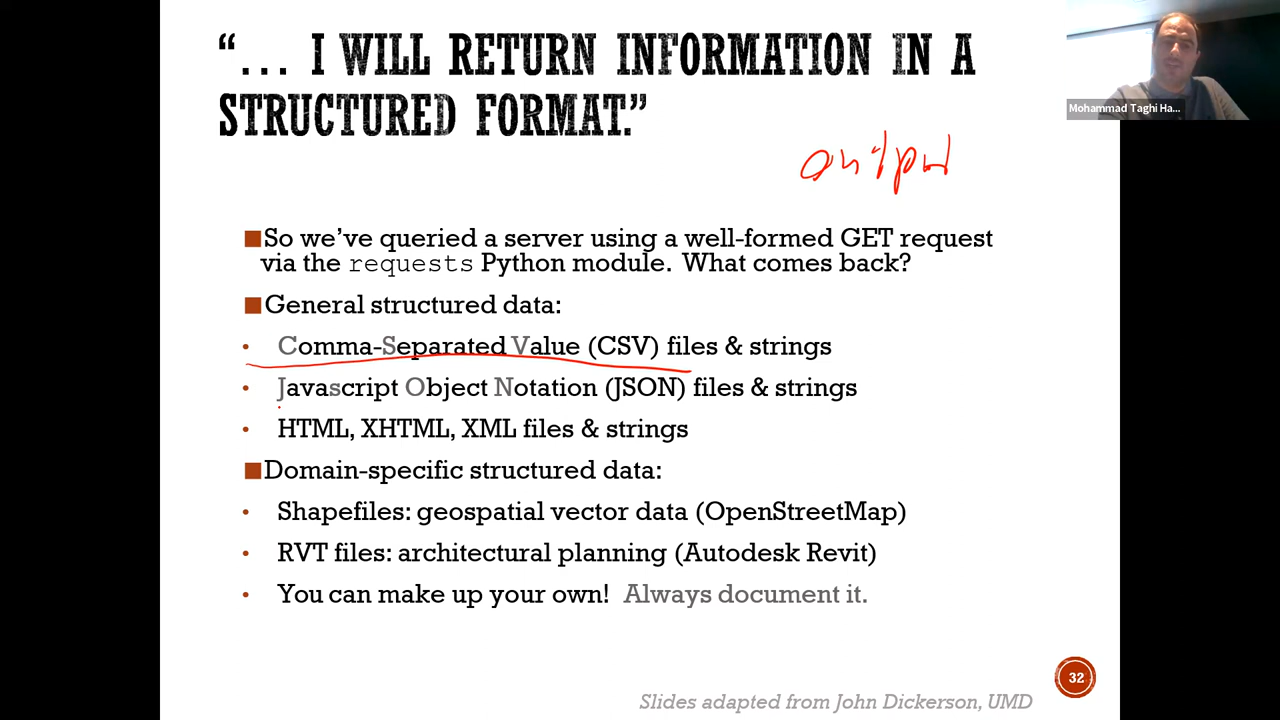 “... I WILL RETURN INFORMATION IN A
STRUCTURED FORMAT.”
Mohammad Taghi Ha...
output
■So we’ve queried a server using a well-formed GET request
via the requests Python module. What comes back?
■General structured data:
• Comma-Separated Value (CSV) files & strings
• Javascript Object Notation (JSON) files & strings
• HTML, XHTML, XML files & strings
■Domain-specific structured data:
• Shapefiles: geospatial vector data (OpenStreetMap)
• RVT files: architectural planning (Autodesk Revit)
• You can make up your own! Always document it.
32
Slides adapted from John Dickerson, UMD